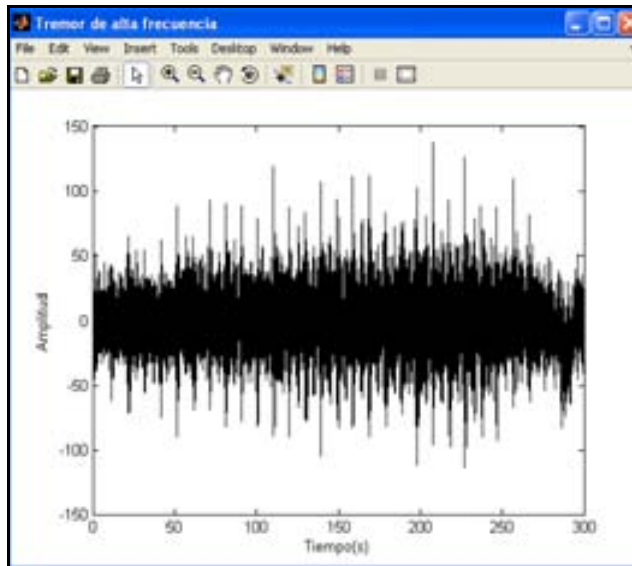 Tremor de alta frecuencia
File Edit View Insert Tools Desktop Window Help
150
100
50
0
-50
-100
-150
Amplitud
0 50 100 150 200 250 300
Tiempo(s)